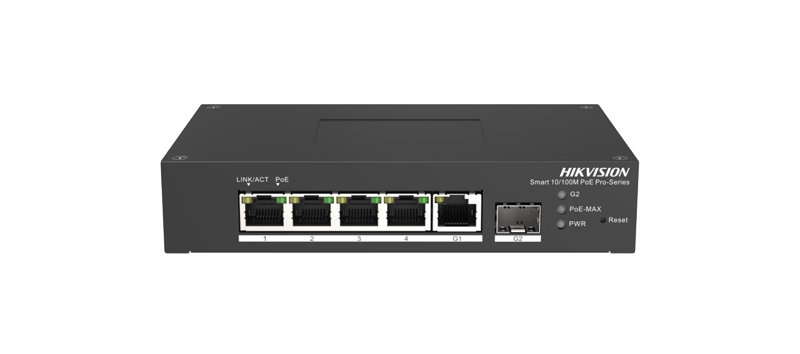 HIKVISION
Smart 10/100M PoE Pro-Series
LINK/ACT PoE
G2
PoE-MAX
PWR
Reset
1 2 3 4 G1 G2